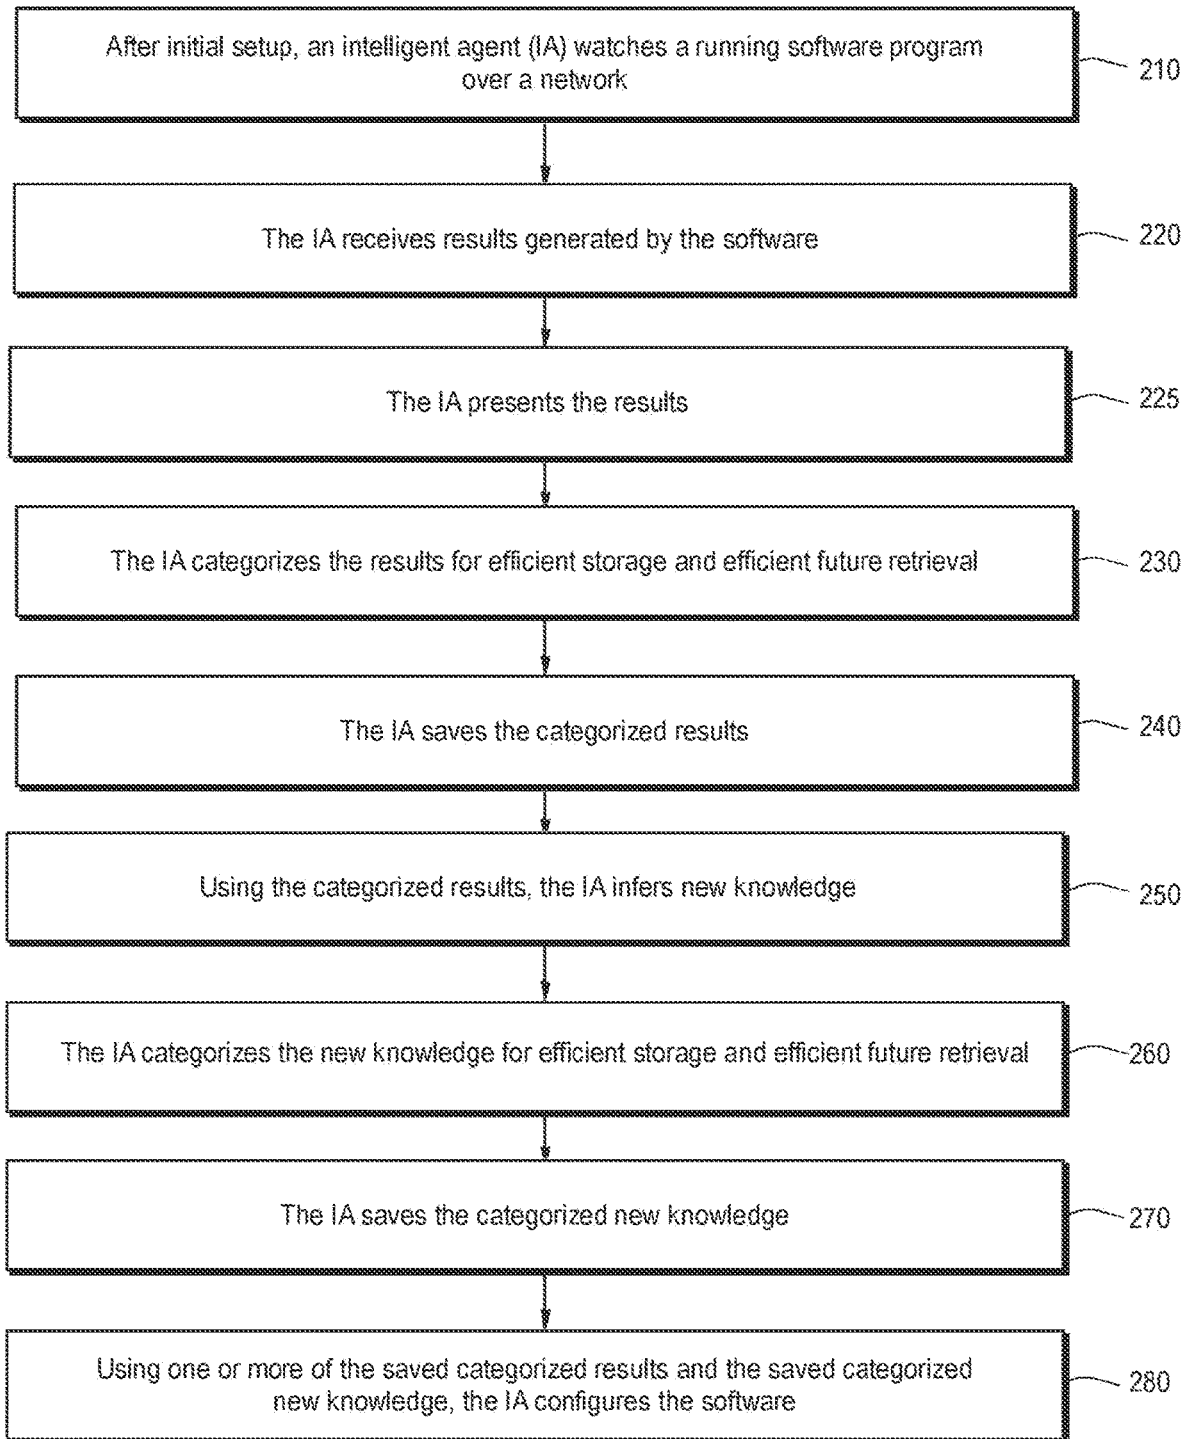 After initial setup, an intelligent agent (IA) watches a running software program
over a network
210
The IA receives results generated by the software
220
The IA presents the results
225
The IA categorizes the results for efficient storage and efficient future retrieval
230
The IA saves the categorized results
240
Using the categorized results, the IA infers new knowledge
250
The IA categorizes the new knowledge for efficient storage and efficient future retrieval
260
The IA saves the categorized new knowledge
270
Using one or more of the saved categorized results and the saved categorized
new knowledge, the IA configures the software
280